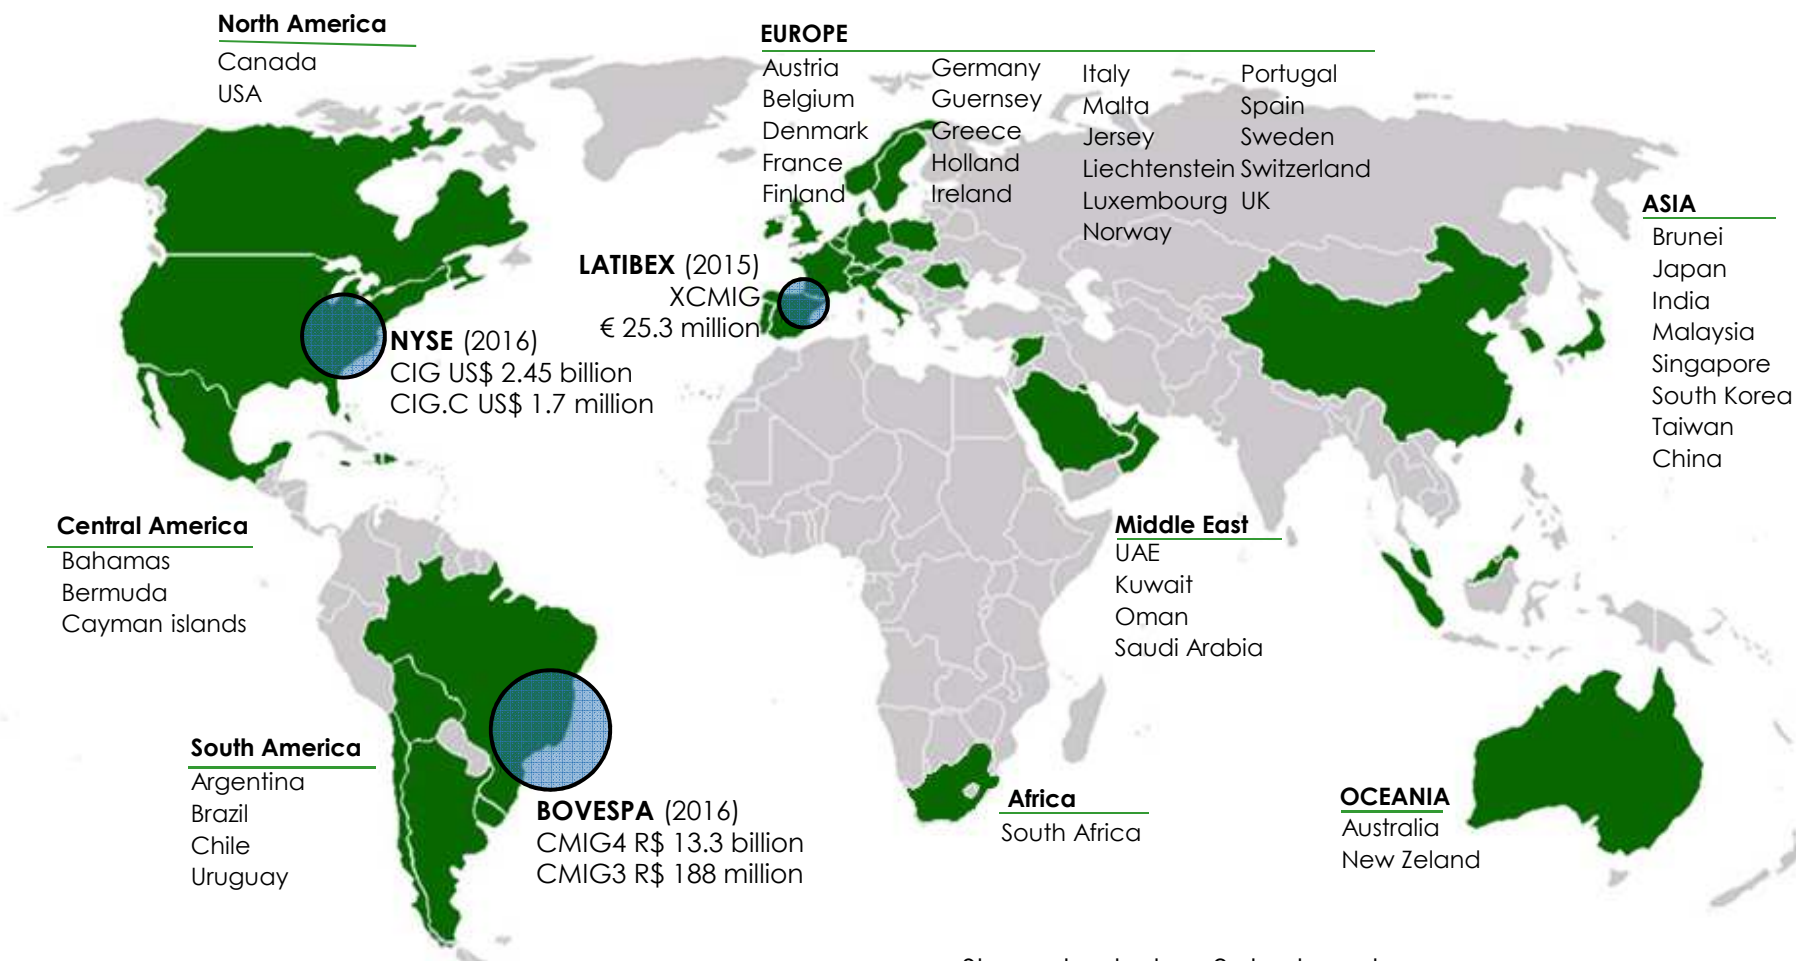 North America
Canada
USA
EUROPE
Austria
Belgium
Denmark
France
Finland
Germany
Guernsey
Greece
Holland
Ireland
Italy
Malta
Jersey
Liechtenstein
Luxembourg
Norway
Portugal
Spain
Sweden
Switzerland
UK
ASIA
Brunei
Japan
India
Malaysia
Singapore
South Korea
Taiwan
China
LATIBEX (2015)
XCMIG
€ 25.3 million
NYSE (2016)
CIG US$ 2.45 billion
CIG.C US$ 1.7 million
Central America
Bahamas
Bermuda
Cayman islands
Middle East
UAE
Kuwait
Oman
Saudi Arabia
South America
Argentina
Brazil
Chile
Uruguay
BOVESPA (2016)
CMIG4 R$ 13.3 billion
CMIG3 R$ 188 million
Africa
South Africa
OCEANIA
Australia
New Zeland